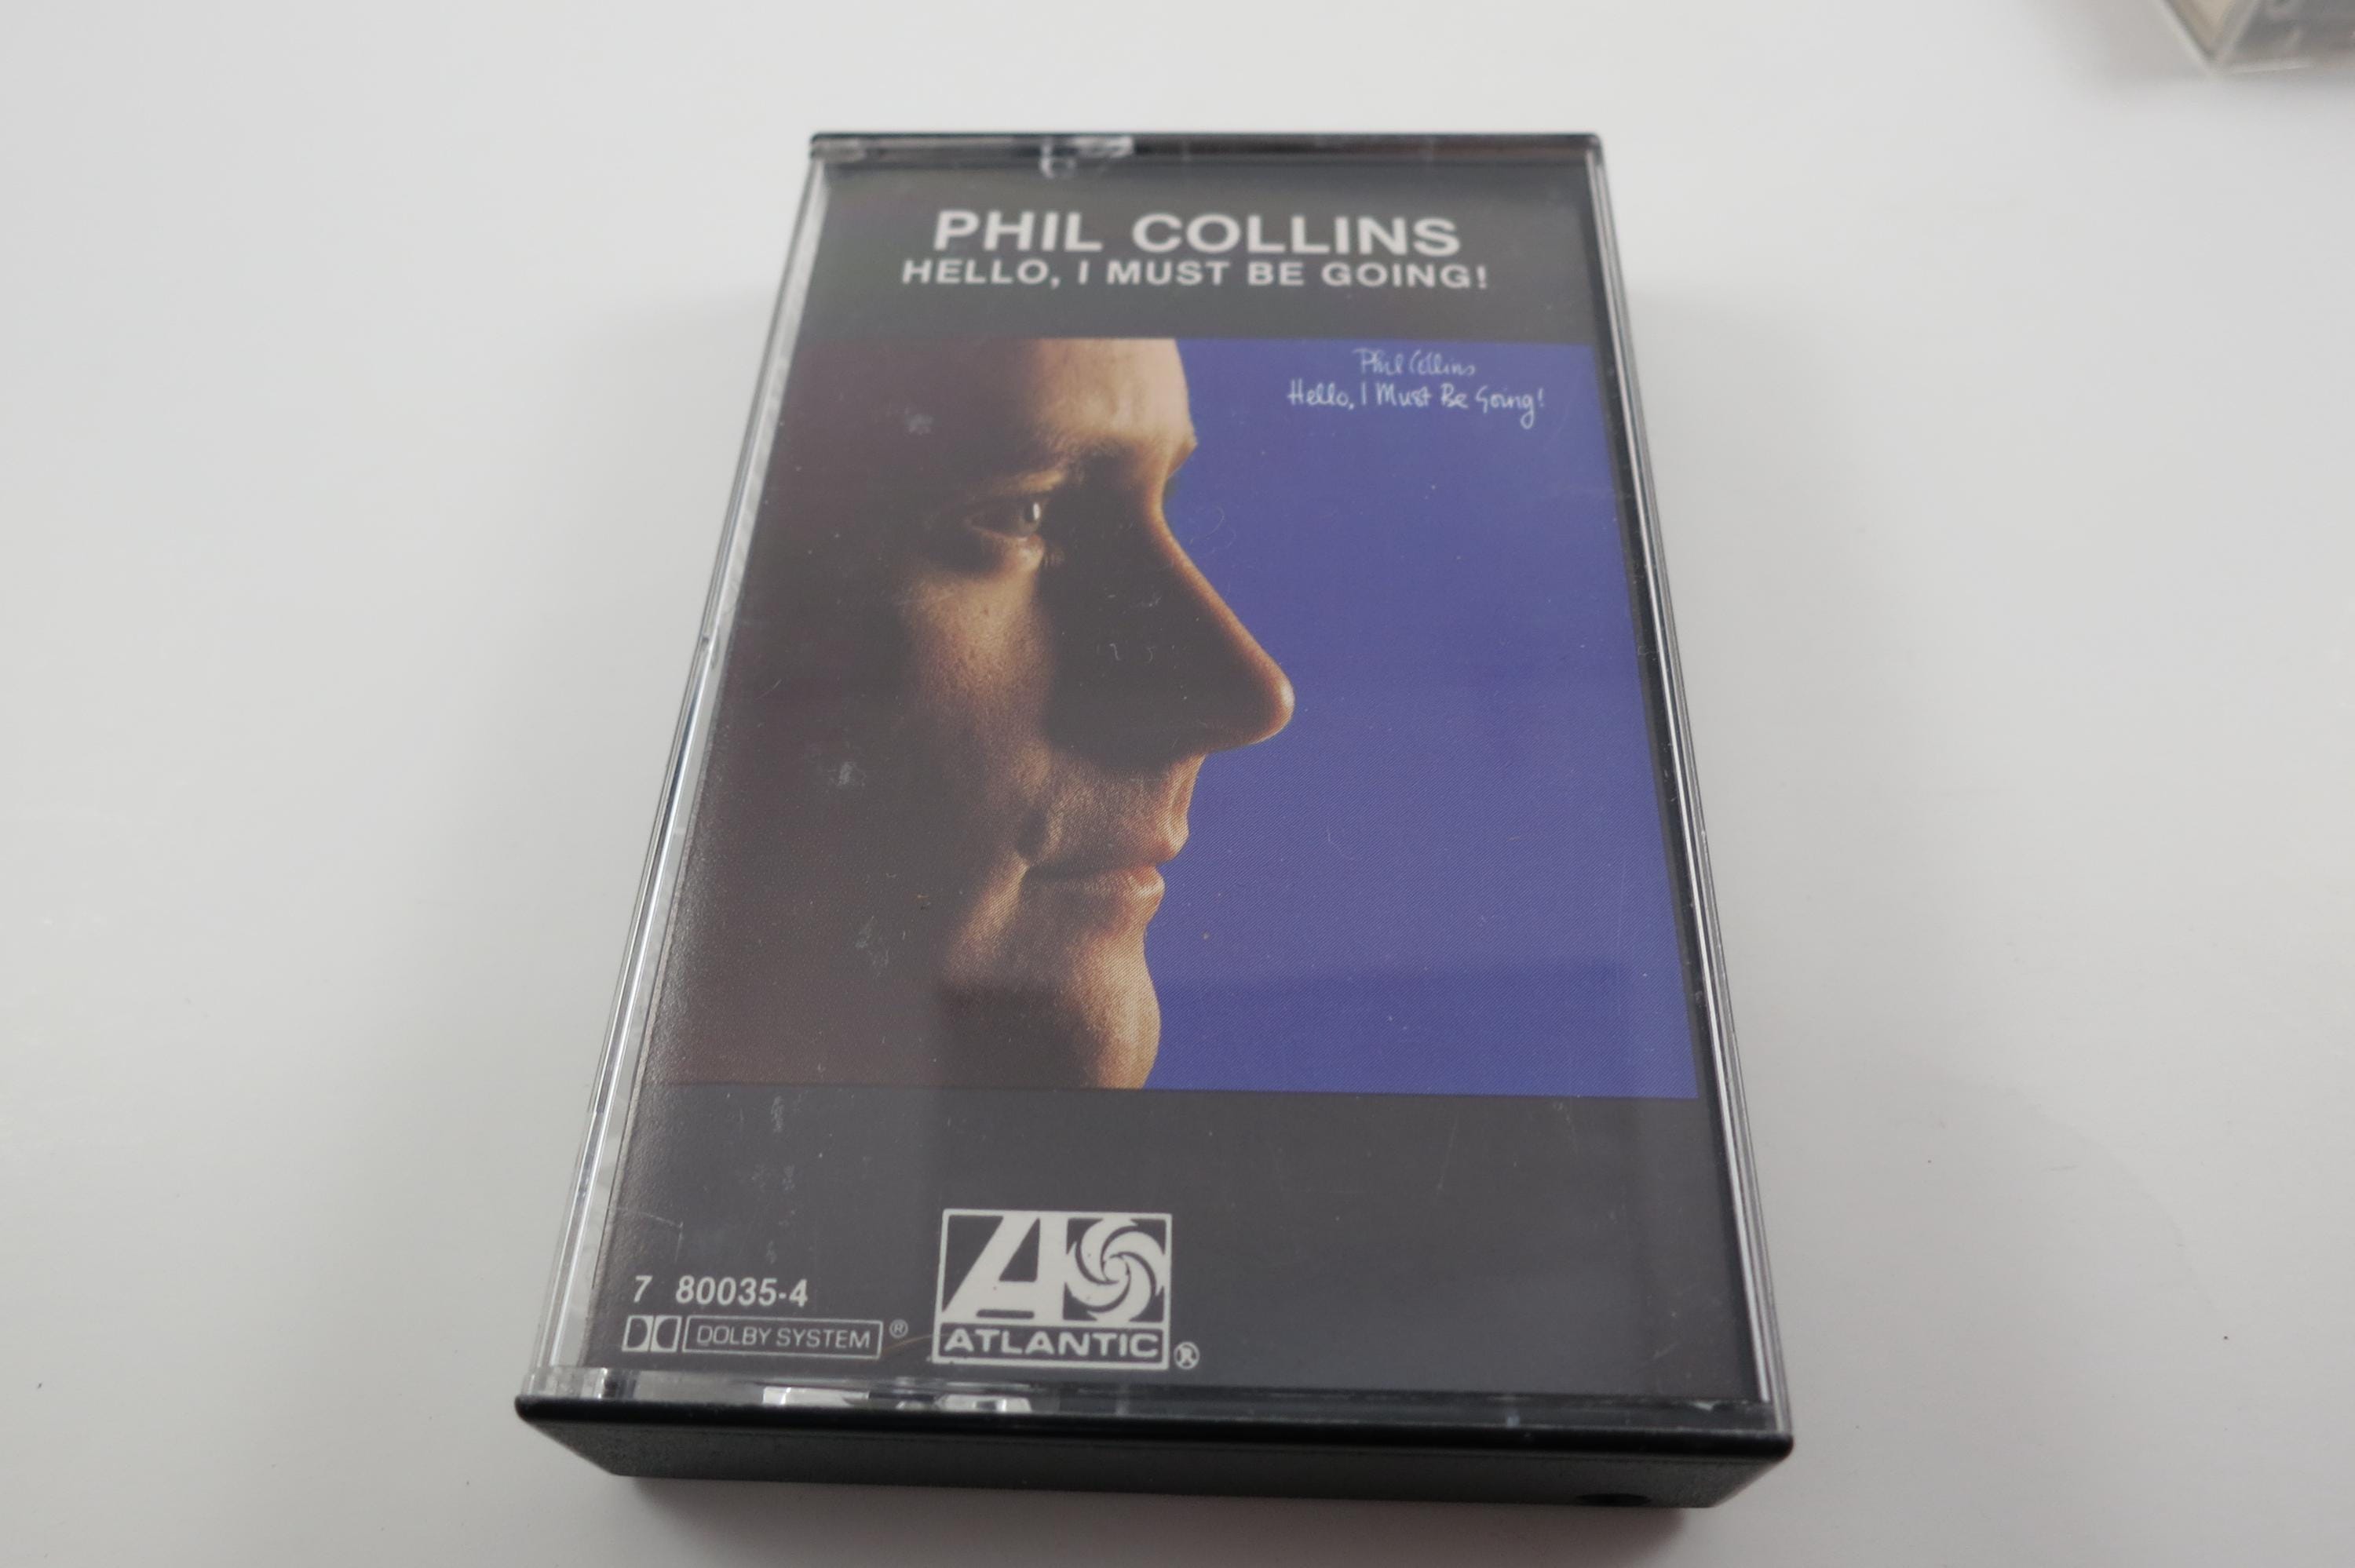 PHIL COLLINS
HELLO, I MUST BE GOING!
Phil Collins
Hello, I Must Be Going!
7 80035-4
DOLBY SYSTEM ®
ATLANTIC ®